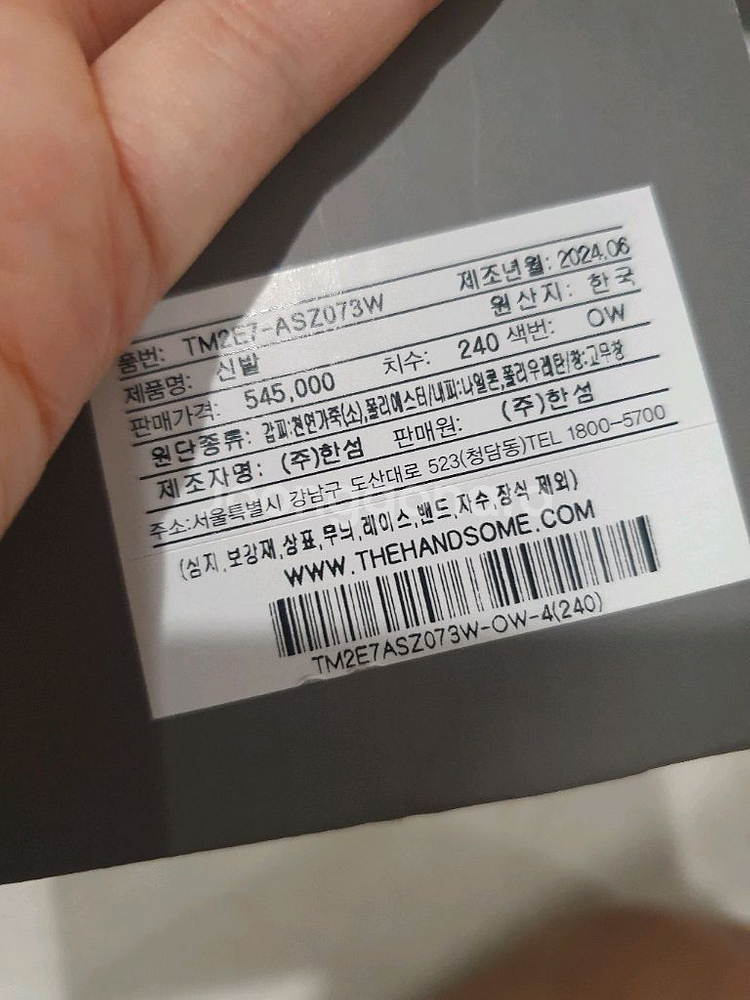 품번: TM2E7-ASZ073W 제조년월: 2024.06
제품명: 신발 원산지: 한국
판매가격: 545,000 치수: 240 색번: OW
원단종류: 겉피:천연가죽(소),폴리에스터/내피:나일론,폴리우레탄/창:고무창
제조자명: (주)한섬 판매원: (주)한섬
주소:서울특별시 강남구 도산대로 523(청담동)TEL 1800-5700
(심지,보강재,상표,무늬,레이스,밴드,자수,장식 제외)
WWW.THEHANDSOME.COM
TM2E7ASZ073W-OW-4(240)